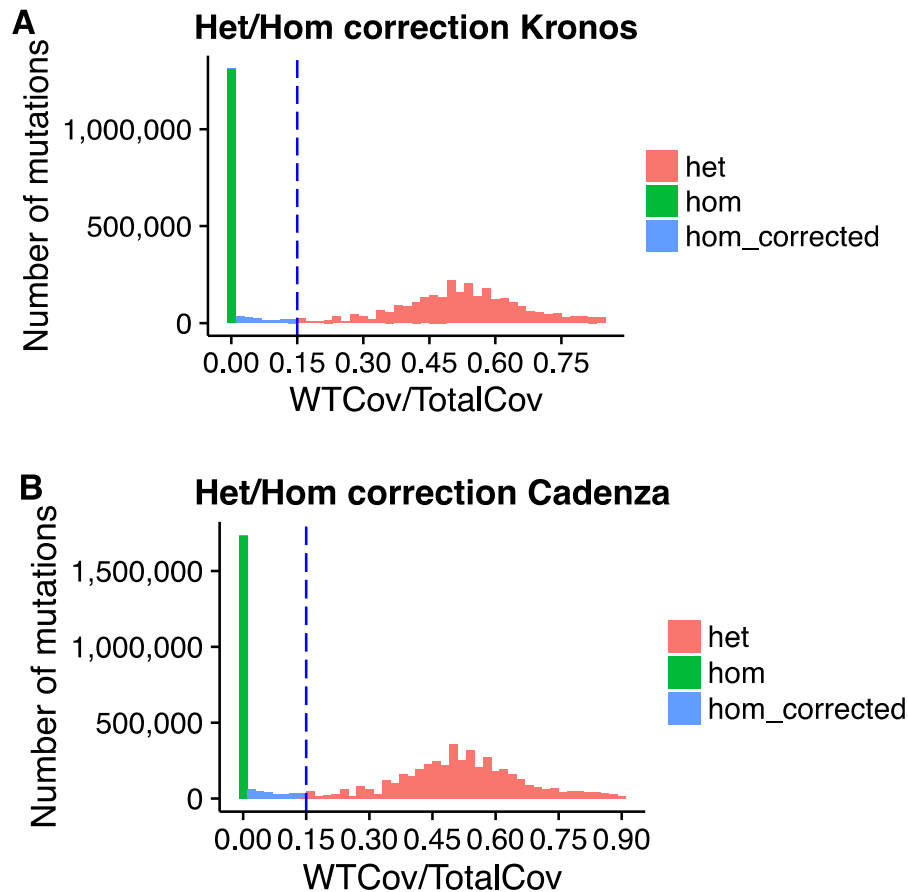 A
Het/Hom correction Kronos
Number of mutations
1,000,000
500,000
0
0.00 0.15 0.30 0.45 0.60 0.75
WTCov/TotalCov
het
hom
hom_corrected
B
Het/Hom correction Cadenza
Number of mutations
1,500,000
1,000,000
500,000
0
0.00 0.15 0.30 0.45 0.60 0.75 0.90
WTCov/TotalCov
het
hom
hom_corrected